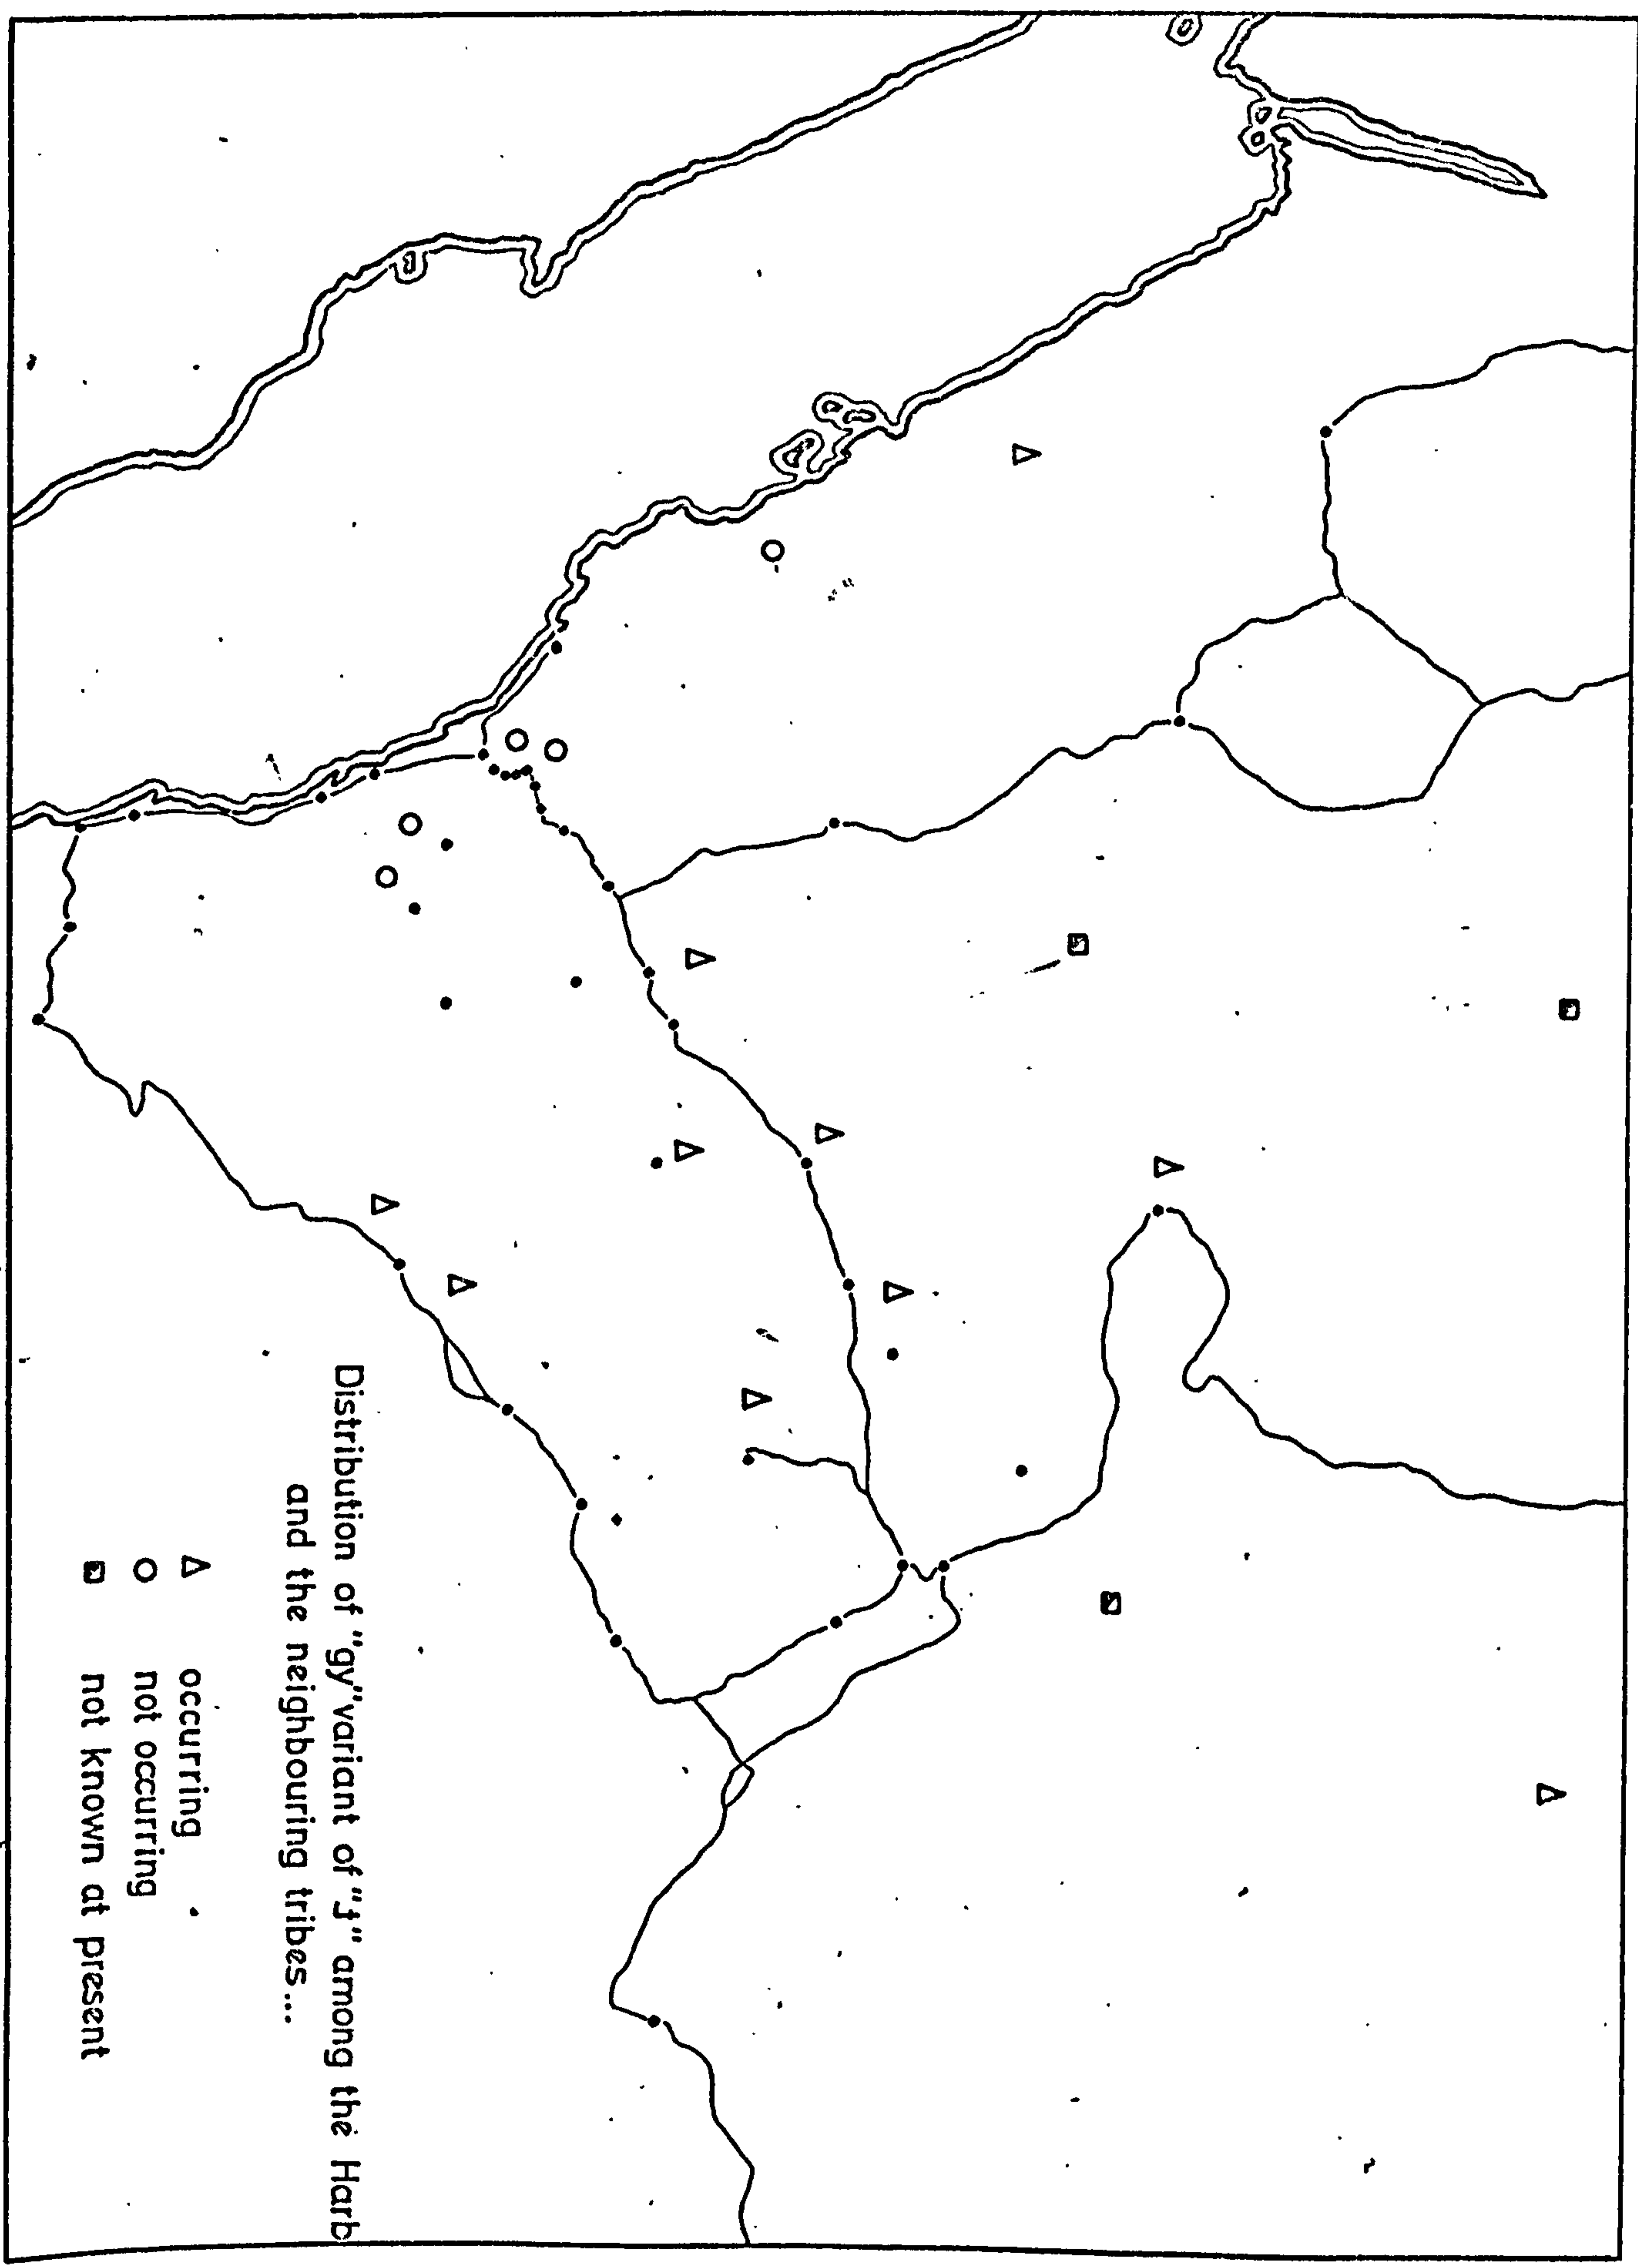 Distribution of "gy" variant of "ɟ" among the Harb
and the neighbouring tribes...
occurring
not occurring
not known at present